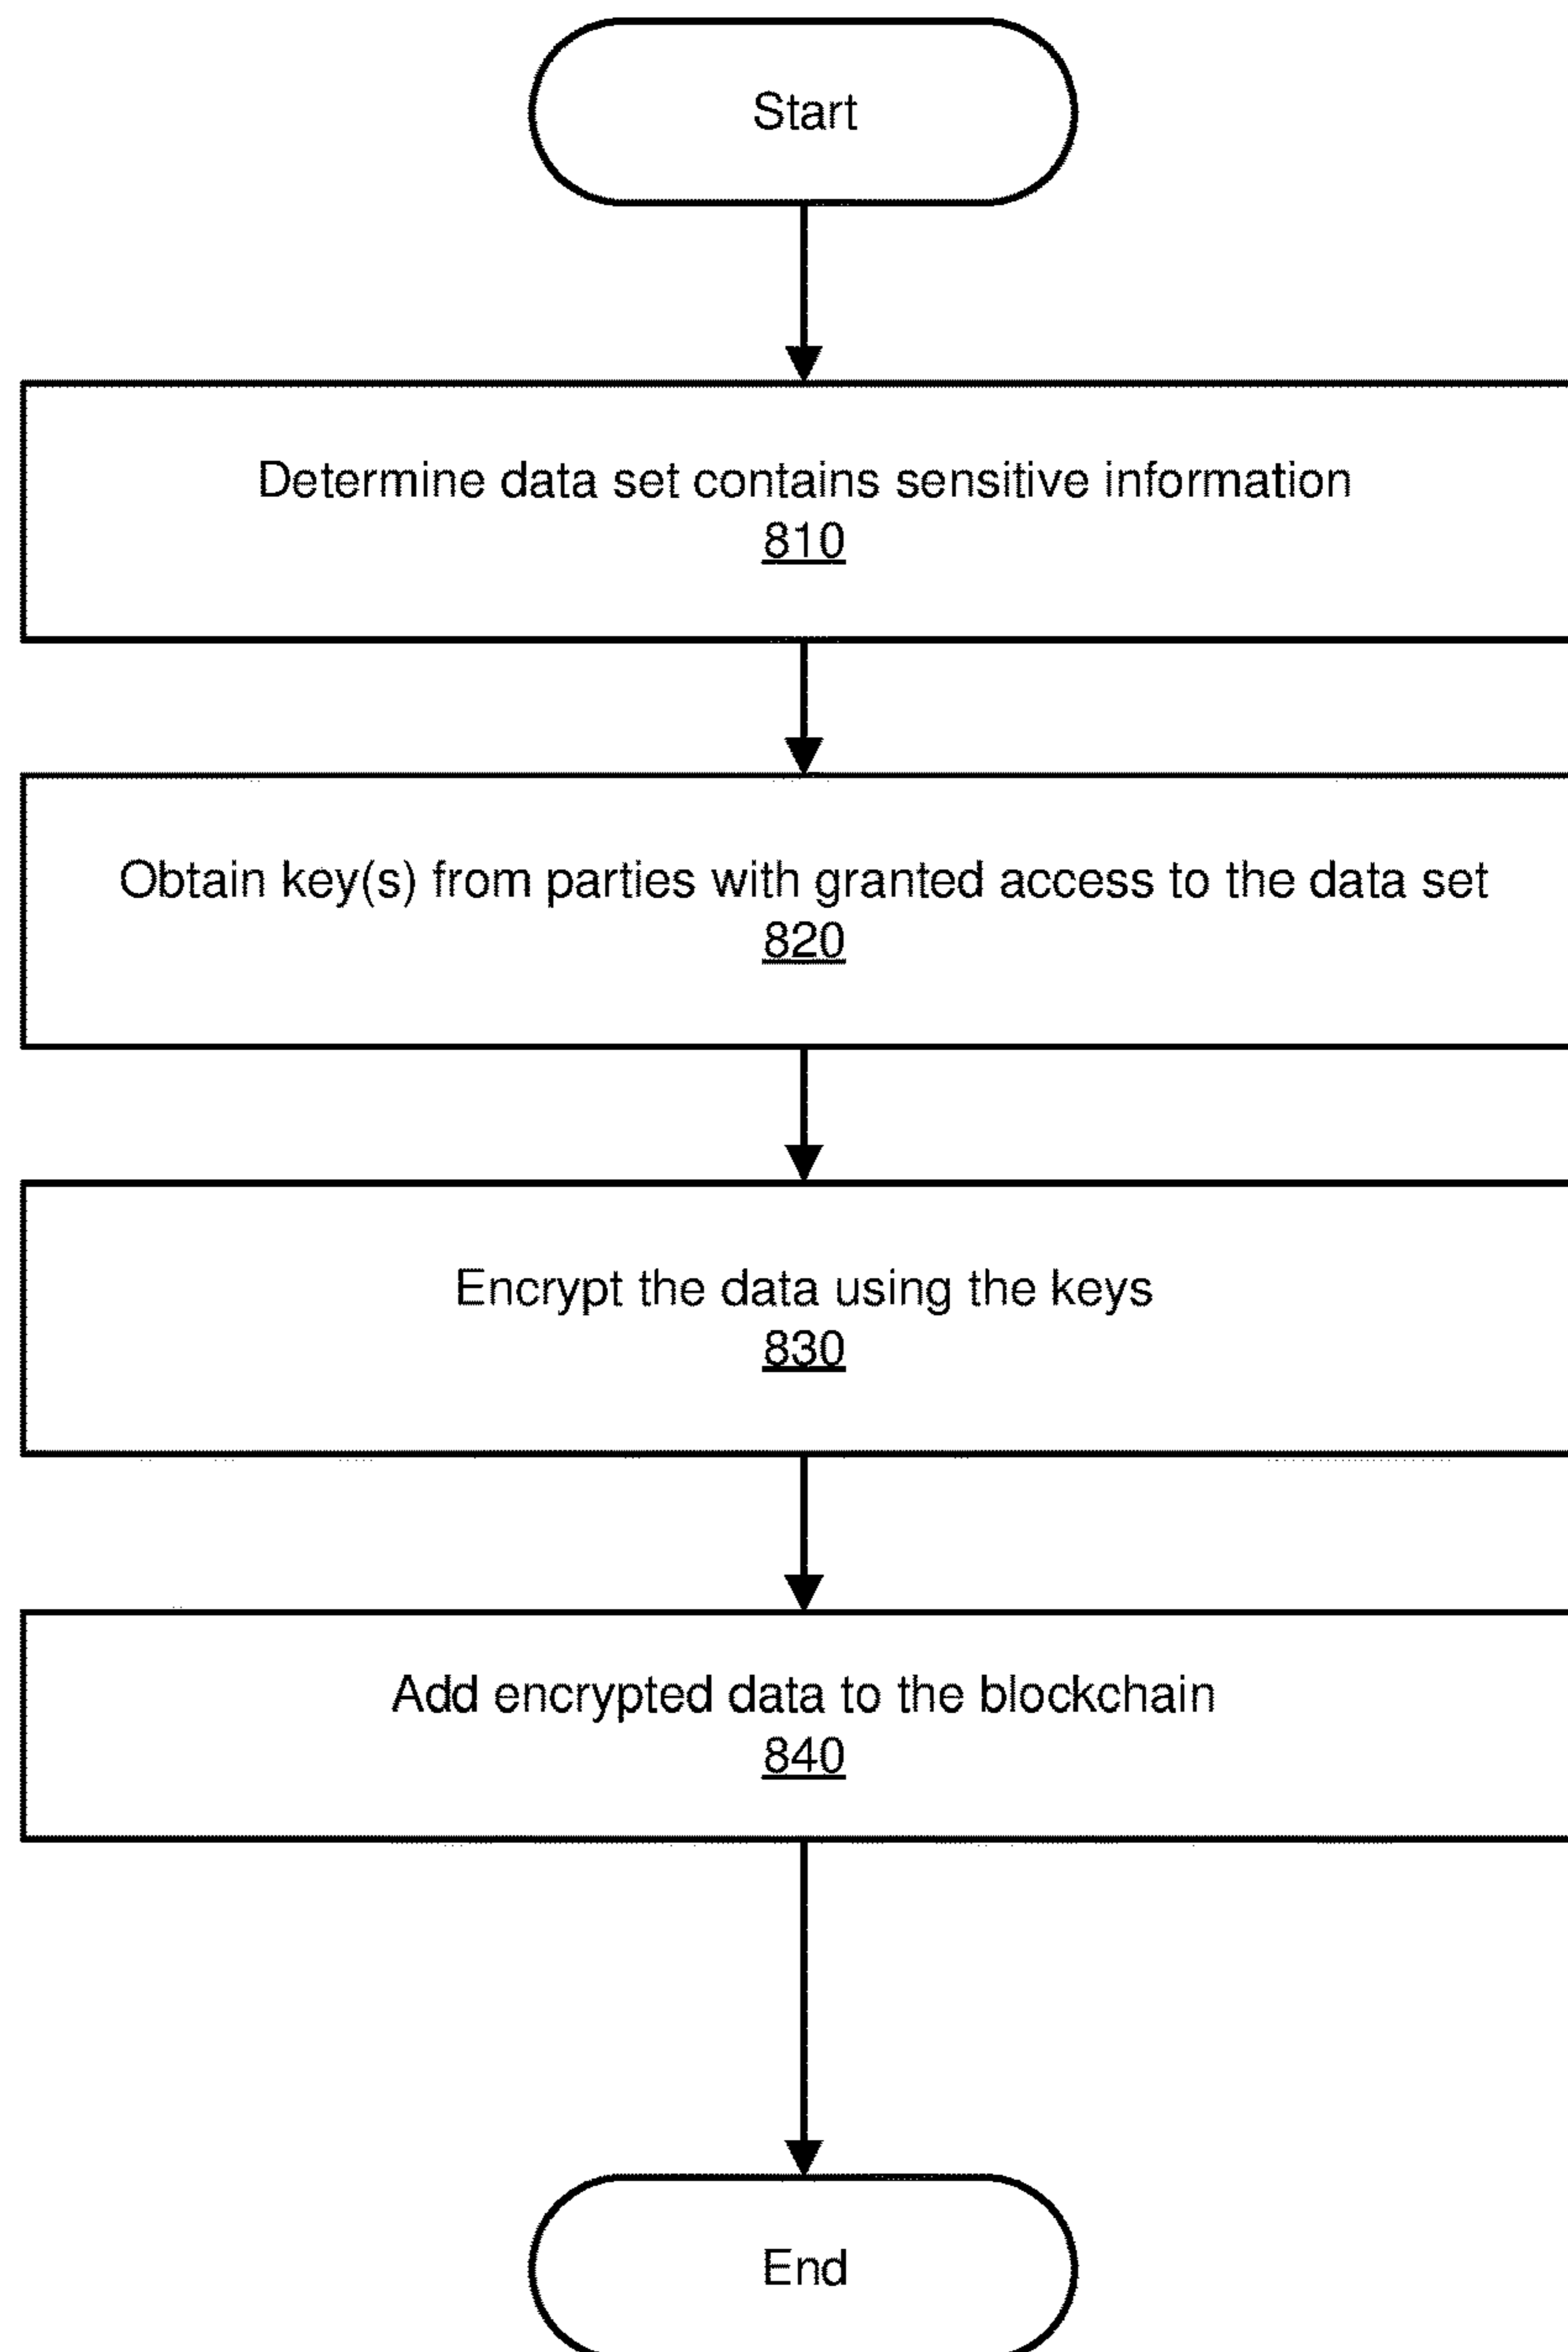 Start
Determine data set contains sensitive information
810
Obtain key(s) from parties with granted access to the data set
820
Encrypt the data using the keys
830
Add encrypted data to the blockchain
840
End